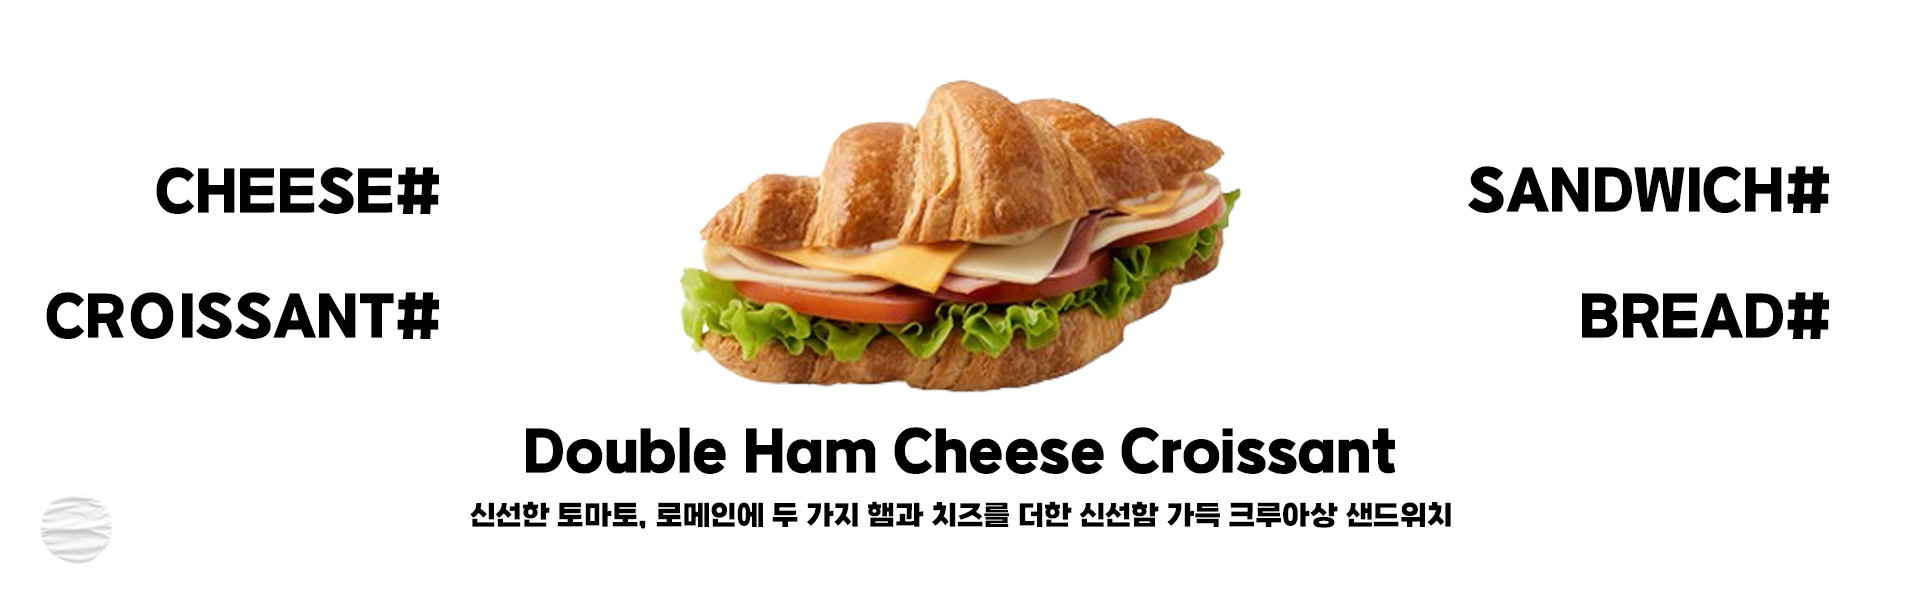 CHEESE#
CROISSANT#
SANDWICH#
BREAD#
Double Ham Cheese Croissant
신선한 토마토, 로메인에 두 가지 햄과 치즈를 더한 신선함 가득 크루아상 샌드위치